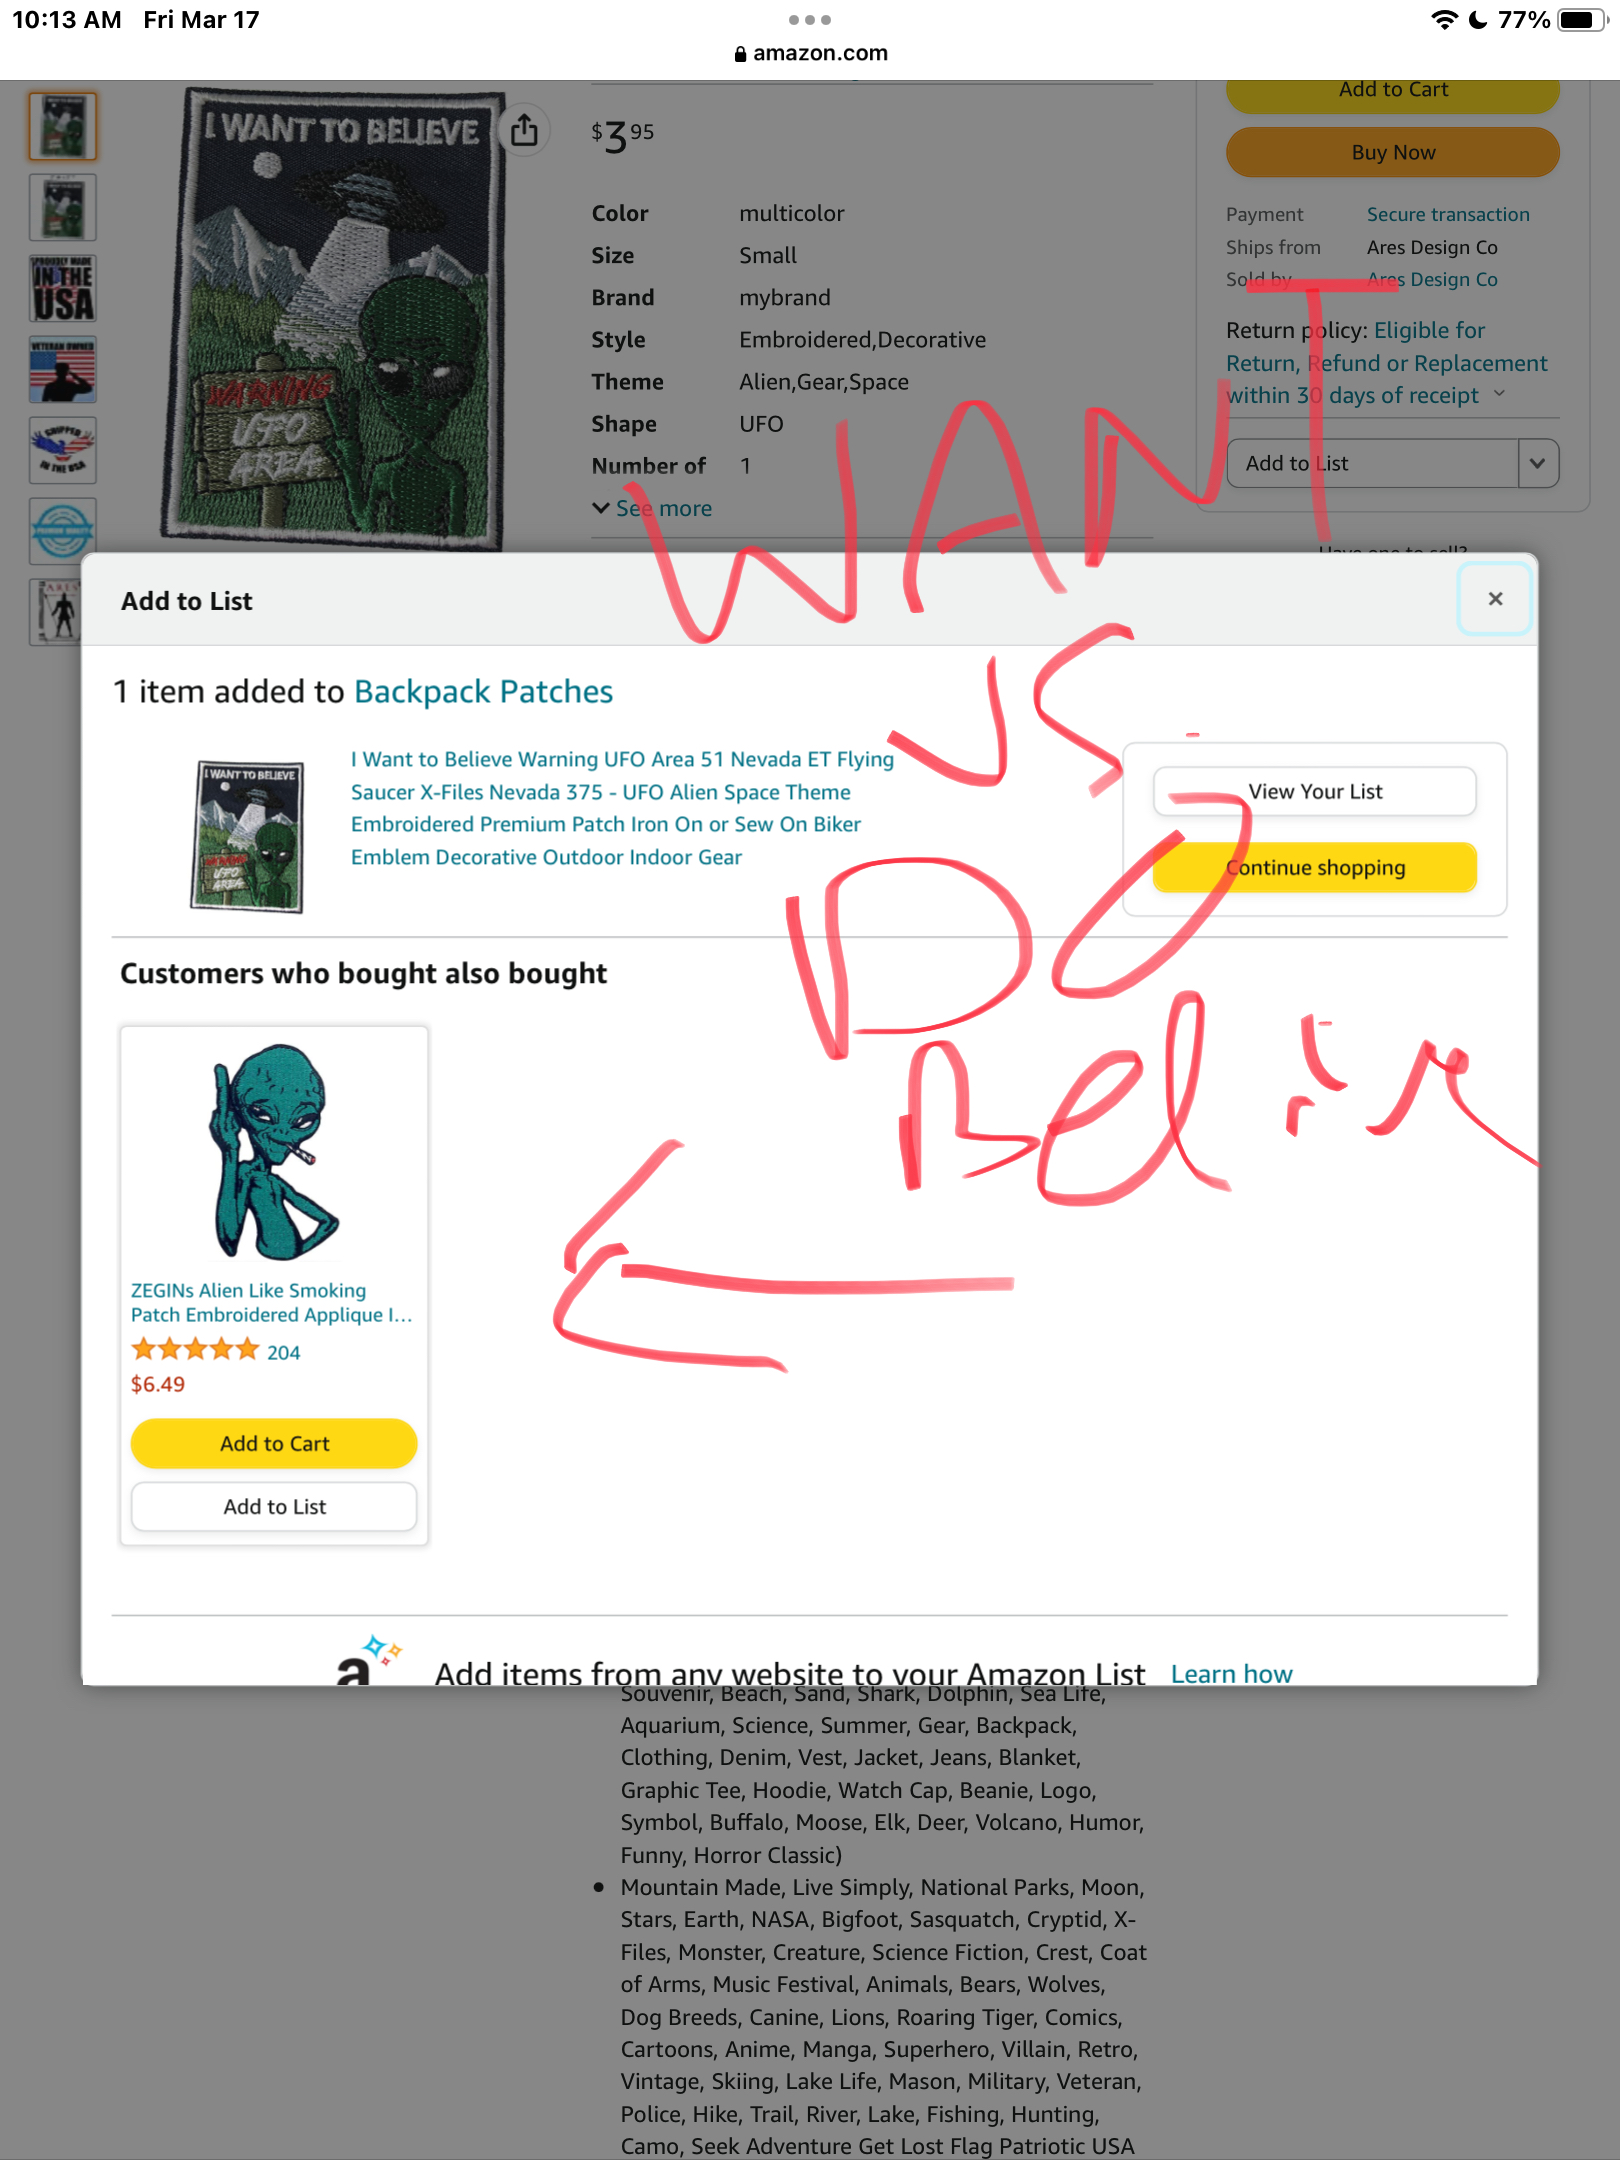 10:13 AM Fri Mar 17
77%
amazon.com
I WANT TO BELIEVE
WARNING
UFO
AREA
PROUDLY MADE
IN THE
USA
VETERAN OWNED
SHIPPED
IN THE USA
ARES
$3 95
Color multicolor
Size Small
Brand mybrand
Style Embroidered,Decorative
Theme Alien,Gear,Space
Shape UFO
Number of 1
See more
Add to Cart
Buy Now
Payment Secure transaction
Ships from Ares Design Co
Sold by Ares Design Co
Return policy: Eligible for
Return, Refund or Replacement
within 30 days of receipt
Add to List
Have one to sell?
WANT
VS
DO
Add to List
×
1 item added to Backpack Patches
I WANT TO BELIEVE
WARNING
UFO
AREA
I Want to Believe Warning UFO Area 51 Nevada ET Flying
Saucer X-Files Nevada 375 - UFO Alien Space Theme
Embroidered Premium Patch Iron On or Sew On Biker
Emblem Decorative Outdoor Indoor Gear
View Your List
Continue shopping
Customers who bought also bought
ZEGINs Alien Like Smoking
Patch Embroidered Applique I...
204
$6.49
Add to Cart
Add to List
a
Add items from any website to your Amazon List Learn how
Souvenir, Beach, Sand, Shark, Dolphin, Sea Life,
Aquarium, Science, Summer, Gear, Backpack,
Clothing, Denim, Vest, Jacket, Jeans, Blanket,
Graphic Tee, Hoodie, Watch Cap, Beanie, Logo,
Symbol, Buffalo, Moose, Elk, Deer, Volcano, Humor,
Funny, Horror Classic)
• Mountain Made, Live Simply, National Parks, Moon,
Stars, Earth, NASA, Bigfoot, Sasquatch, Cryptid, X-
Files, Monster, Creature, Science Fiction, Crest, Coat
of Arms, Music Festival, Animals, Bears, Wolves,
Dog Breeds, Canine, Lions, Roaring Tiger, Comics,
Cartoons, Anime, Manga, Superhero, Villain, Retro,
Vintage, Skiing, Lake Life, Mason, Military, Veteran,
Police, Hike, Trail, River, Lake, Fishing, Hunting,
Camo, Seek Adventure Get Lost Flag Patriotic USA